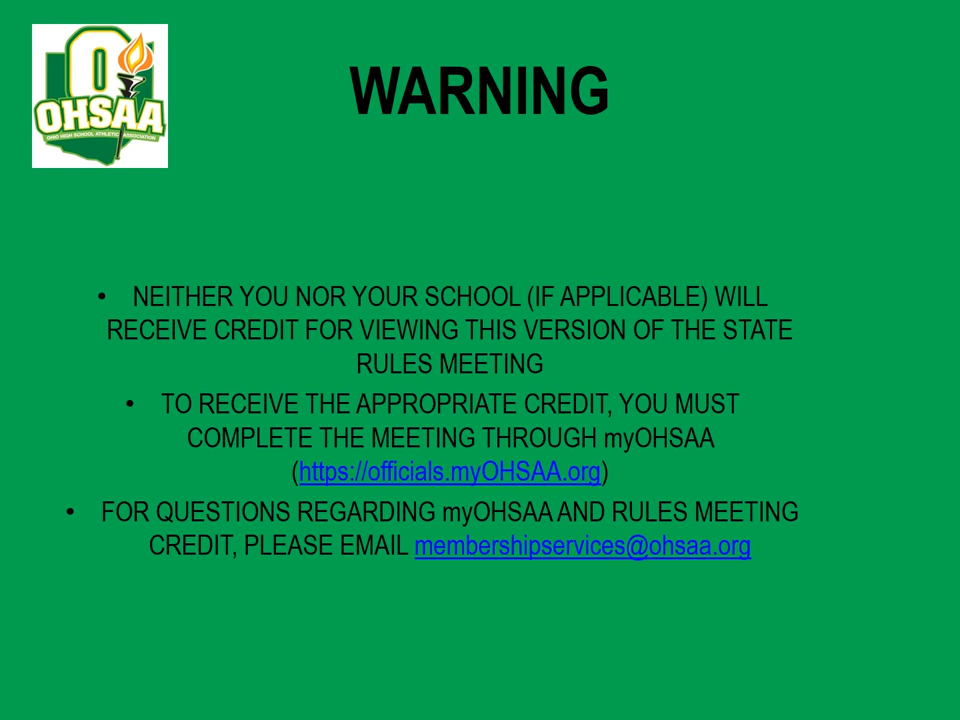 O
OHSAA
OHIO HIGH SCHOOL ATHLETIC ASSOCIATION
WARNING
• NEITHER YOU NOR YOUR SCHOOL (IF APPLICABLE) WILL
RECEIVE CREDIT FOR VIEWING THIS VERSION OF THE STATE
RULES MEETING
• TO RECEIVE THE APPROPRIATE CREDIT, YOU MUST
COMPLETE THE MEETING THROUGH myOHSAA
(https://officials.myOHSAA.org)
• FOR QUESTIONS REGARDING myOHSAA AND RULES MEETING
CREDIT, PLEASE EMAIL membershipservices@ohsaa.org